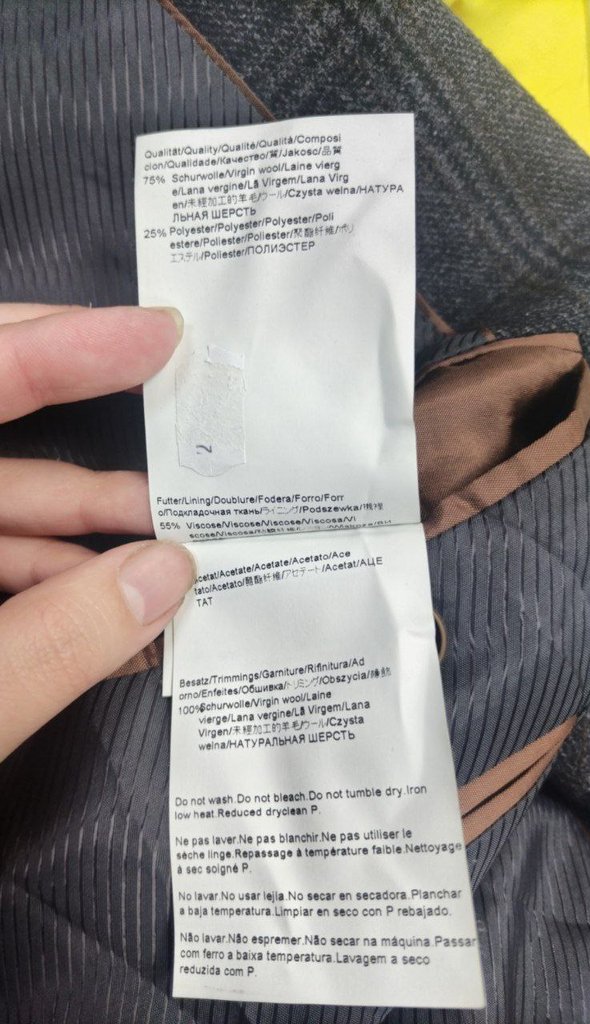 Qualität/Quality/Qualité/Qualità/Composi
cion/Qualidade/Качество/質/Jakosc/品質
75% Schurwolle/Virgin wool/Laine vierg
e/Lana vergine/Lã Virgem/Lana Virg
en/未經加工的羊毛/ウール/Czysta welna/НАТУРА
ЛЬНАЯ ШЕРСТЬ
25% Polyester/Polyester/Polyester/Poli
estere/Poliester/Poliester/聚酯纤维/ポリ
エステル/Poliester/ПОЛИЭСТЕР
2
Futter/Lining/Doublure/Fodera/Forro/Forr
o/Подкладочная ткань/ライニング/Podszewka/
55% Viscose/Viscose/Viscose/Viscosa/Vi
scose/Viscosa/
cetat/Acetate/Acetate/Acetato/Ace
tato/Acetato/醋酯纤维/アセテート/Acetat/АЦЕ
ТАТ
Besatz/Trimmings/Garniture/Rifinitura/Ad
orno/Enfeites/Обшивка/トリミング/Obszycia/
100% Schurwolle/Virgin wool/Laine
vierge/Lana vergine/Lã Virgem/Lana
Virgen/未經加工的羊毛/ウール/Czysta
welna/НАТУРАЛЬНАЯ ШЕРСТЬ
Do not wash.Do not bleach.Do not tumble dry.Iron
low heat.Reduced dryclean P.
Ne pas laver.Ne pas blanchir.Ne pas utiliser le
sèche linge.Repassage à température faible.Nettoyage
à sec soigné P.
No lavar.No usar lejía.No secar en secadora.Planchar
a baja temperatura.Limpiar en seco con P rebajado.
Não lavar.Não espremer.Não secar na máquina.Passar
com ferro a baixa temperatura.Lavagem a seco
reduzida com P.